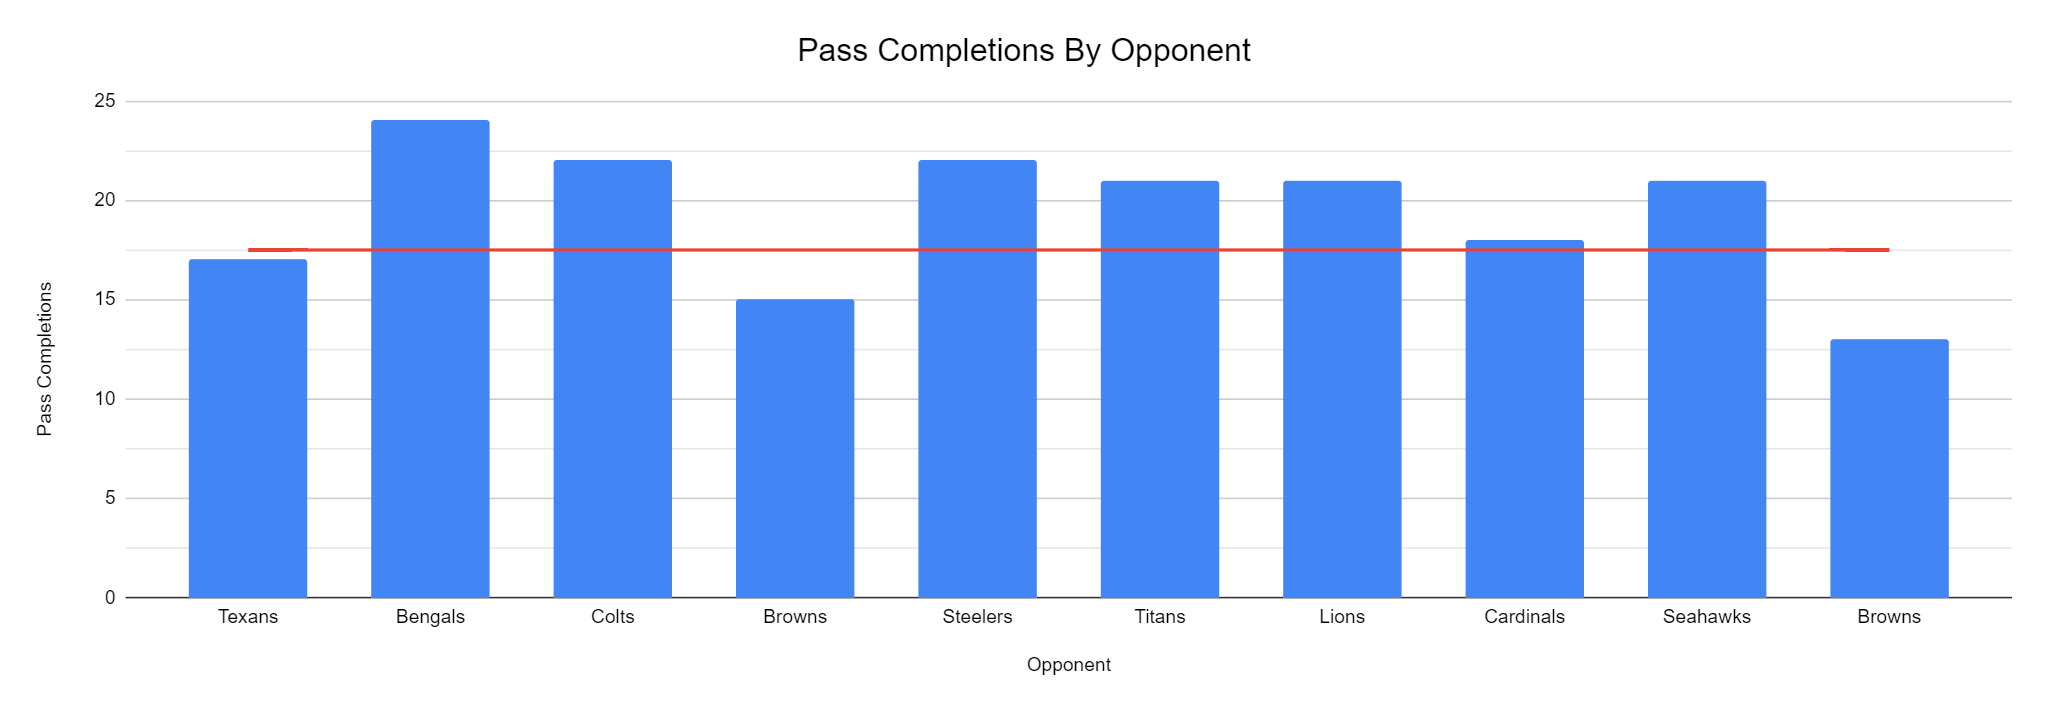 Pass Completions By Opponent
Pass Completions
25
20
15
10
5
0
Texans Bengals Colts Browns Steelers Titans Lions Cardinals Seahawks Browns
Opponent